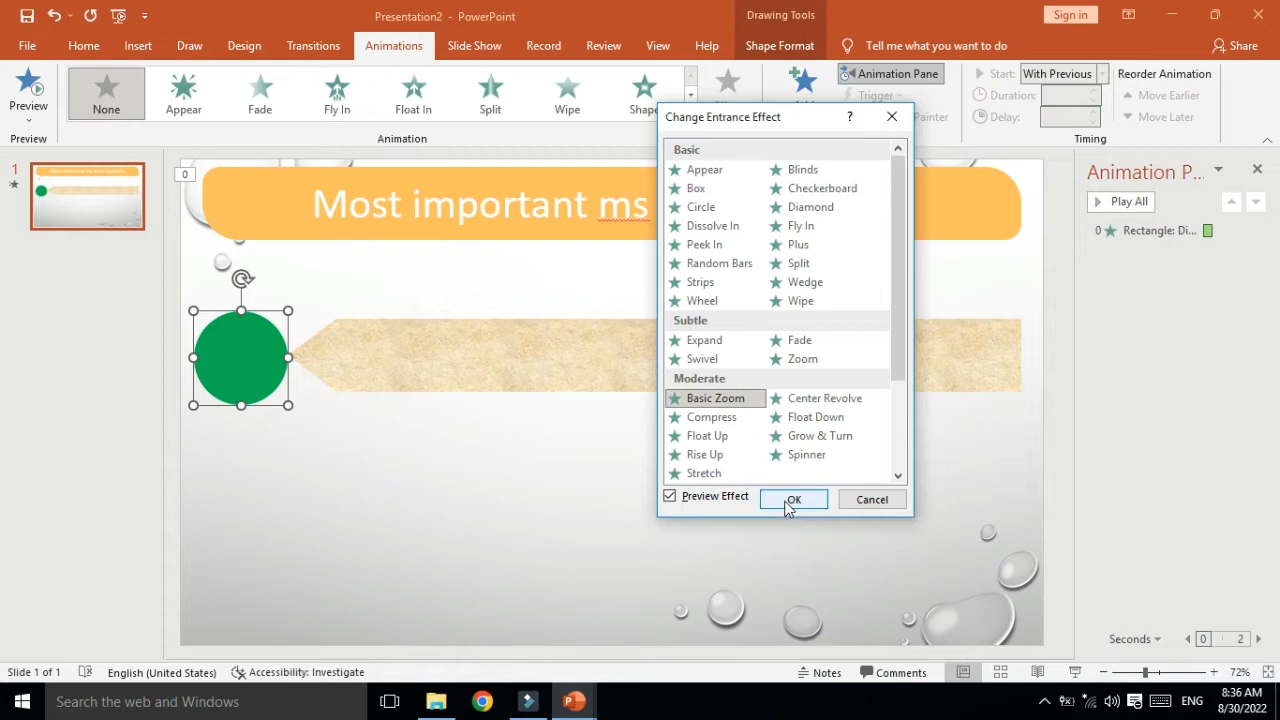 Presentation2 - PowerPoint
Drawing Tools
Sign in
File
Home
Insert
Draw
Design
Transitions
Animations
Slide Show
Record
Review
View
Help
Shape Format
Tell me what you want to do
Share
Preview
None
Appear
Fade
Fly In
Float In
Split
Wipe
Shape
Animation Pane
Trigger
Painter
Start: With Previous
Duration:
Delay:
Reorder Animation
Move Earlier
Move Later
Preview
Animation
Timing
Change Entrance Effect
?
Basic
Appear
Blinds
Box
Checkerboard
Circle
Diamond
Dissolve In
Fly In
Peek In
Plus
Random Bars
Split
Strips
Wedge
Wheel
Wipe
Subtle
Expand
Fade
Swivel
Zoom
Moderate
Basic Zoom
Center Revolve
Compress
Float Down
Float Up
Grow & Turn
Rise Up
Spinner
Stretch
Preview Effect
OK
Cancel
1
0
Most important ms
Animation P...
Play All
0 Rectangle: Di...
Seconds
0
2
Slide 1 of 1
English (United States)
Accessibility: Investigate
Notes
Comments
72%
Search the web and Windows
ENG
8:36 AM
8/30/2022